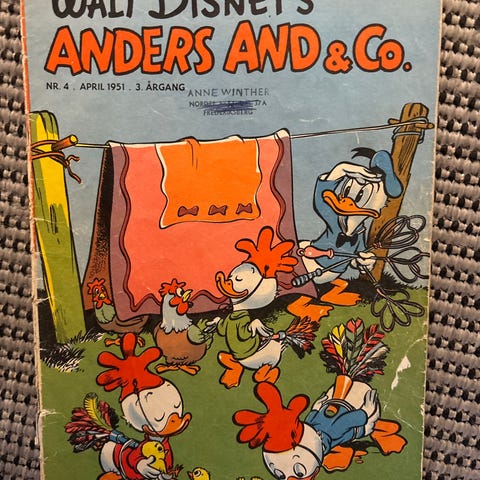 WALT DISNEY'S
ANDERS AND & Co.
NR. 4 . APRIL 1951 . 3. ÅRGANG
ANNE WINTHER
FREDERIKSBERG